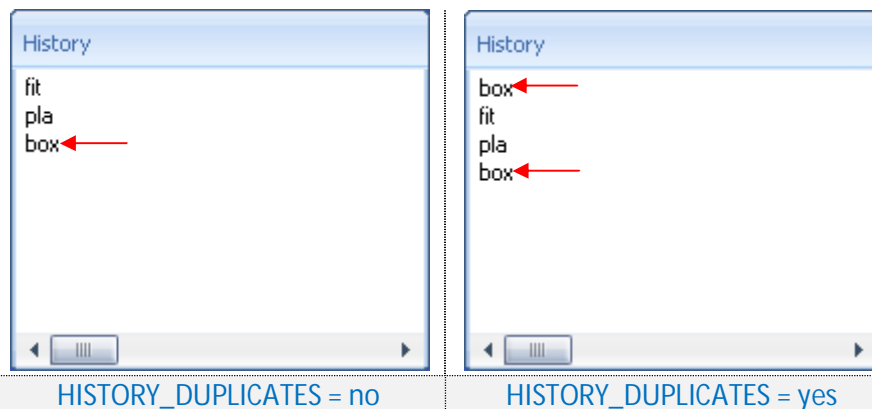 History
fit
pla
box
HISTORY_DUPLICATES = no
History
box
fit
pla
box
HISTORY_DUPLICATES = yes